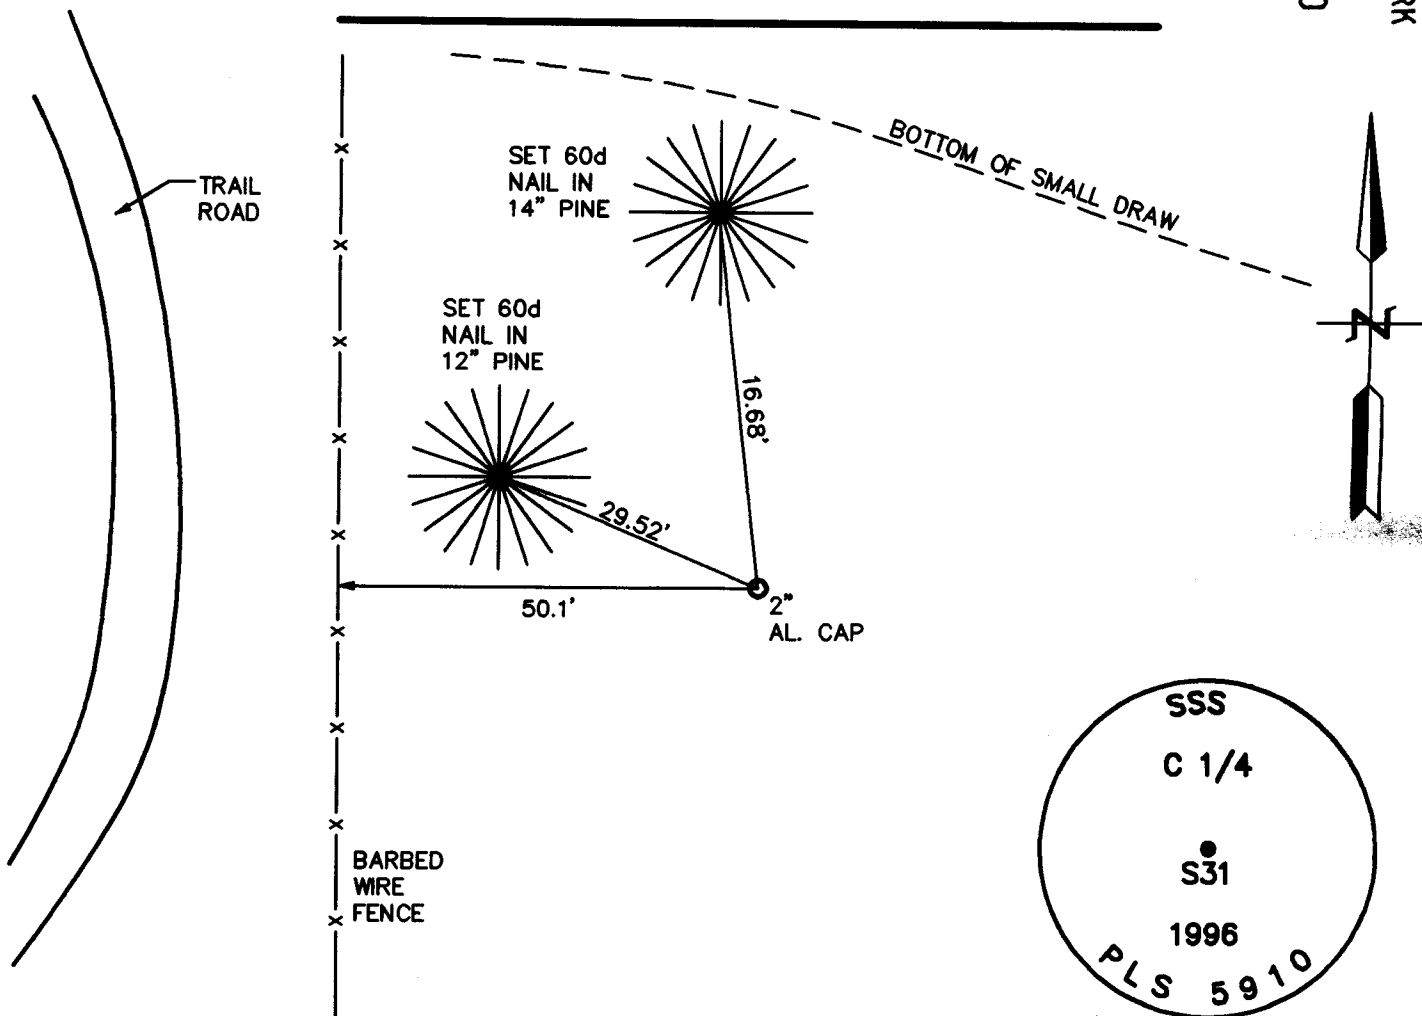 RK
TRAIL
ROAD
SET 60d
NAIL IN
14" PINE
BOTTOM OF SMALL DRAW
SET 60d
NAIL IN
12" PINE
N
16.68'
29.52'
50.1'
2"
AL. CAP
BARBED
WIRE
FENCE
SSS
C 1/4
S31
1996
PLS 5910